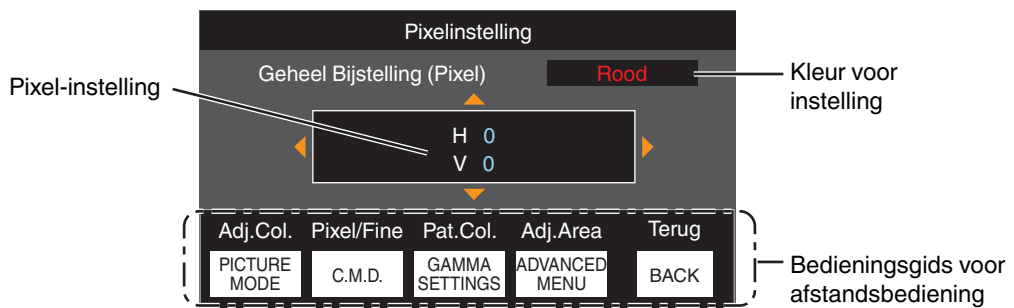 Pixelinstelling
Geheel Bijstelling (Pixel) Rood
Kleur voor
instelling
Pixel-instelling
H 0
V 0
Adj.Col. Pixel/Fine Pat.Col. Adj.Area Terug
PICTURE
MODE
C.M.D.
GAMMA
SETTINGS
ADVANCED
MENU
BACK
Bedieningsgids voor
afstandsbediening